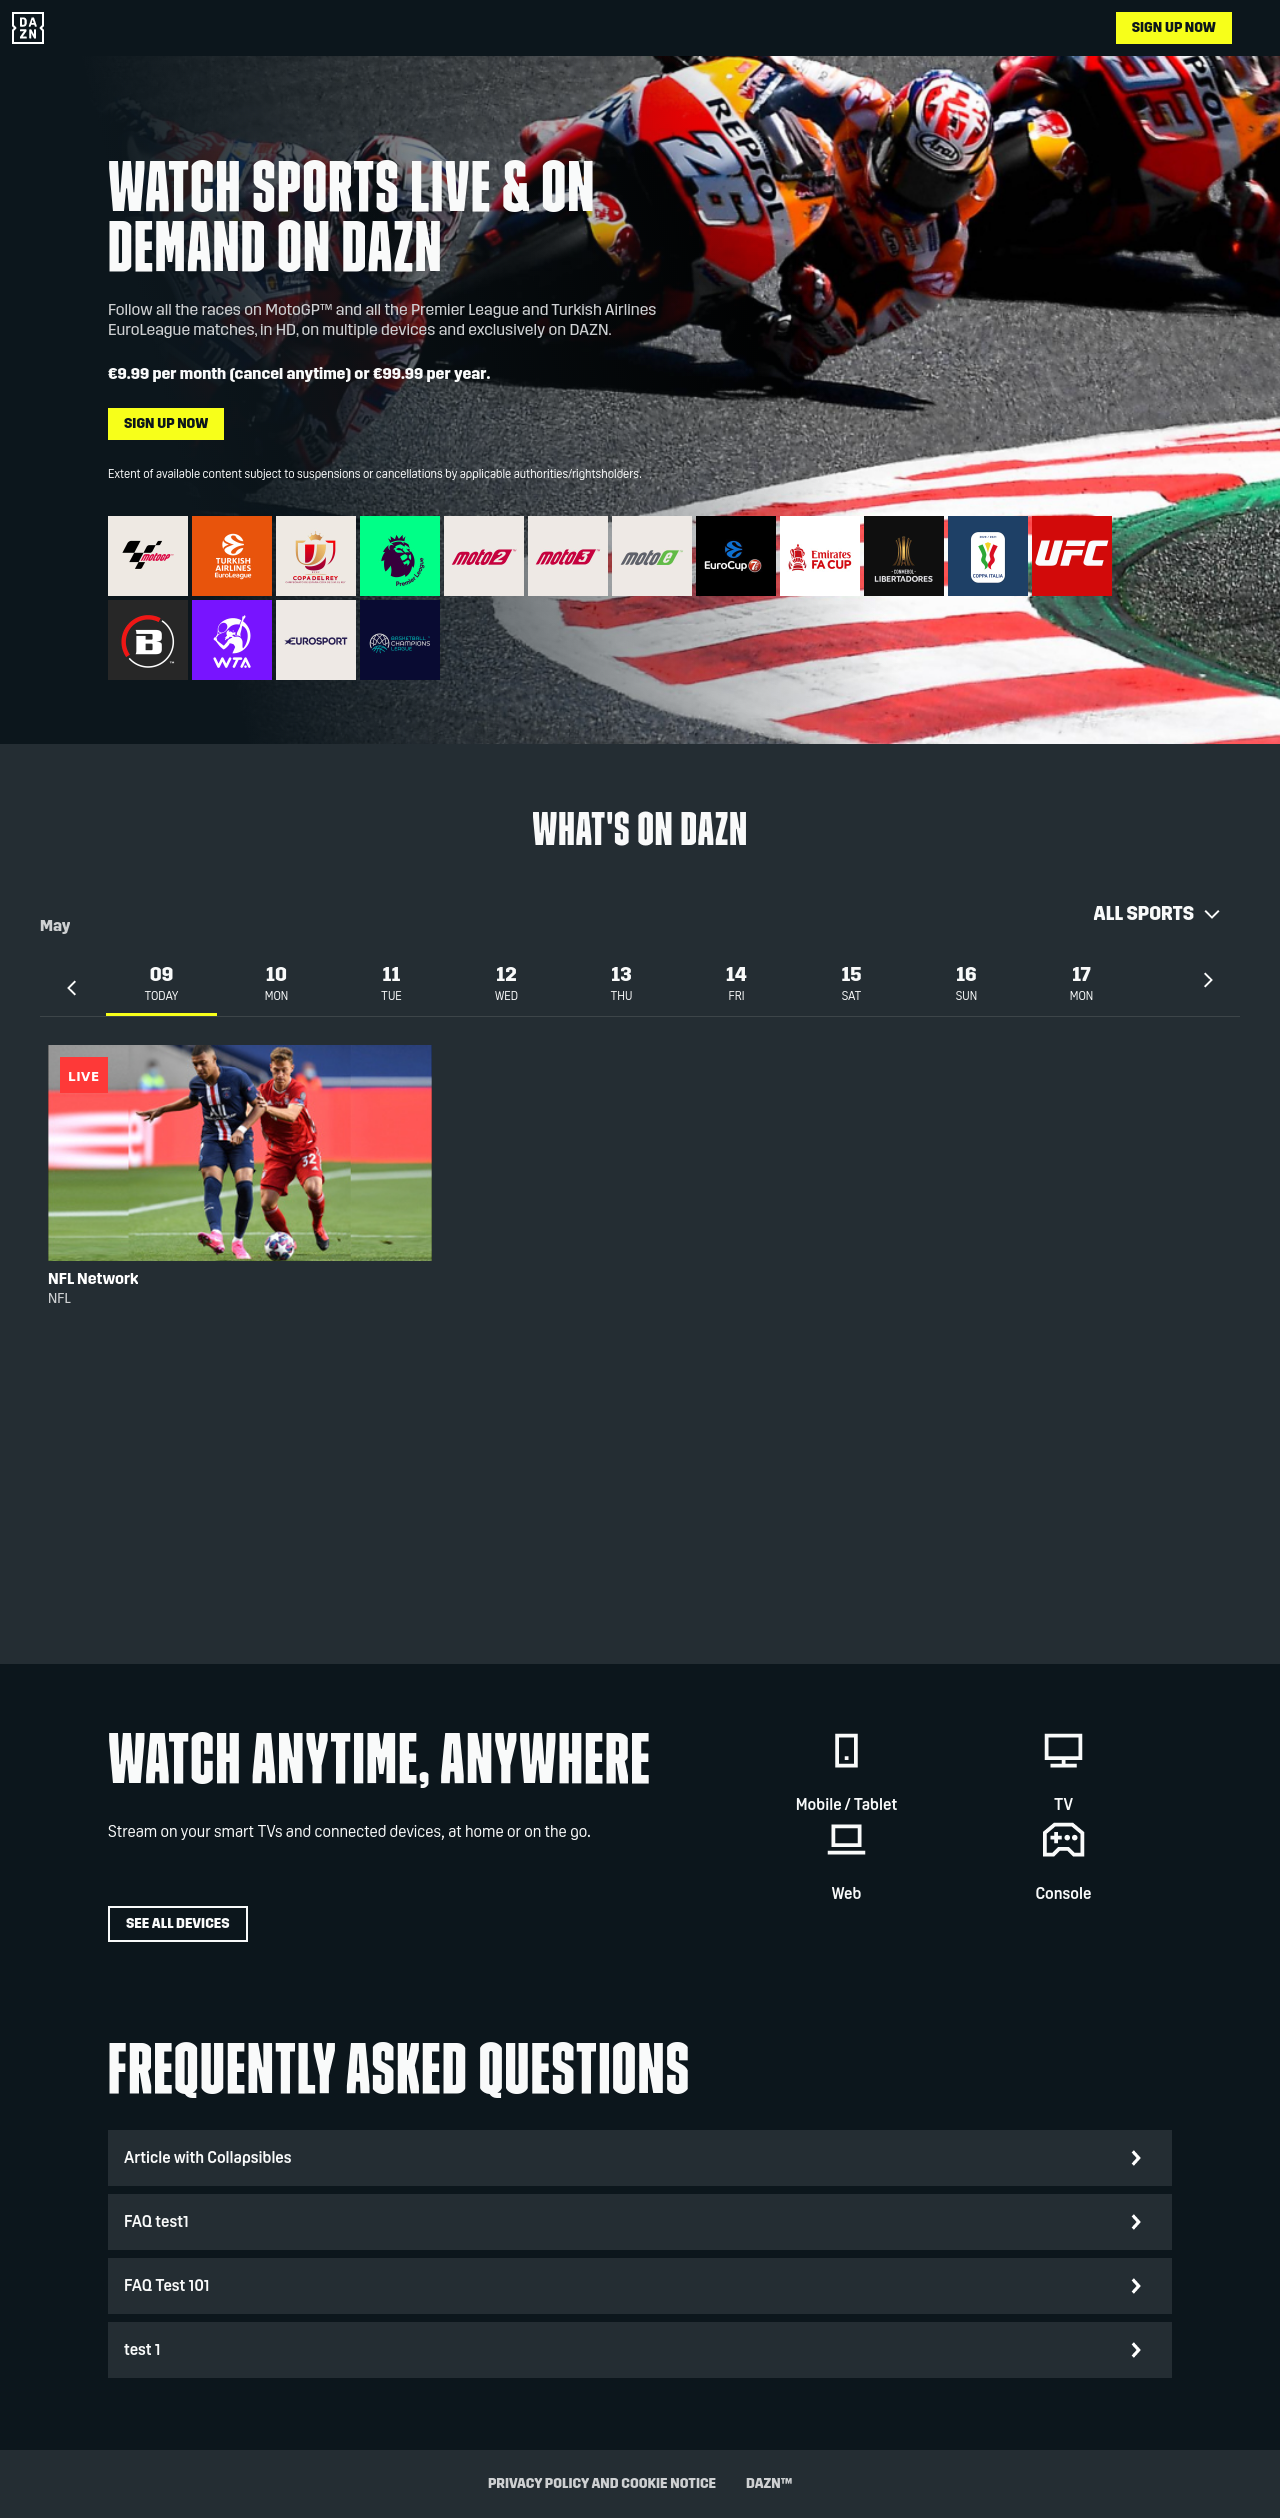 DAZN
SIGN UP NOW
REPSOL
26
Arai
WATCH SPORTS LIVE & ON
DEMAND ON DAZN
Follow all the races on MotoGP™ and all the Premier League and Turkish Airlines
EuroLeague matches, in HD, on multiple devices and exclusively on DAZN.
€9.99 per month (cancel anytime) or €99.99 per year.
SIGN UP NOW
Extent of available content subject to suspensions or cancellations by applicable authorities/rightsholders.
MotoGP
TURKISH
AIRLINES
EuroLeague
COPA DEL REY
Premier League
moto2
moto3
motoe
EuroCup 7
Emirates
FA CUP
CONMEBOL
LIBERTADORES
COPPA ITALIA
UFC
B
WTA
EUROSPORT
BASKETBALL
CHAMPIONS
LEAGUE
WHAT'S ON DAZN
ALL SPORTS
May
09 10 11 12 13 14 15 16 17
TODAY MON TUE WED THU FRI SAT SUN MON
LIVE
32
NFL Network
NFL
WATCH ANYTIME, ANYWHERE
Stream on your smart TVs and connected devices, at home or on the go.
SEE ALL DEVICES
Mobile / Tablet
TV
Web
Console
FREQUENTLY ASKED QUESTIONS
Article with Collapsibles
FAQ test1
FAQ Test 101
test 1
PRIVACY POLICY AND COOKIE NOTICE DAZN™